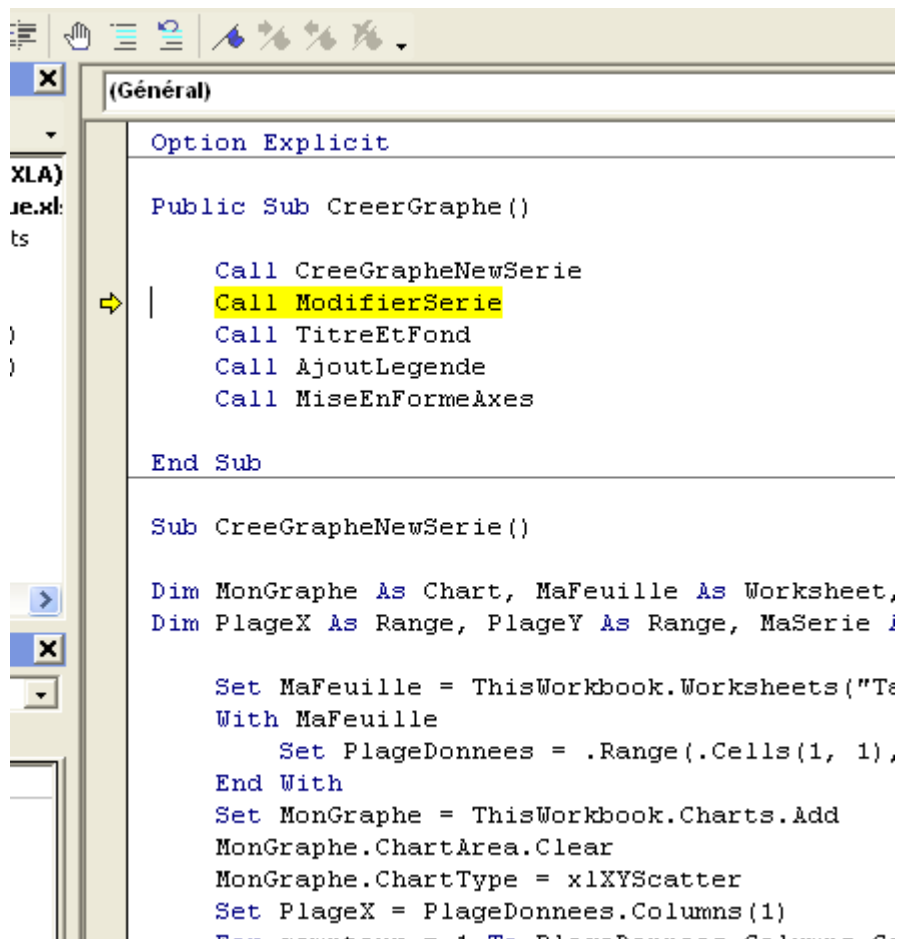 (Général)
Option Explicit
XLA)
ue.xl
ts
Public Sub CreerGraphe()
Call CreeGrapheNewSerie
Call ModifierSerie
)
Call TitreEtFond
)
Call AjoutLegende
Call MiseEnFormeAxes
End Sub
Sub CreeGrapheNewSerie()
Dim MonGraphe As Chart, MaFeuille As Worksheet,
Dim PlageX As Range, PlageY As Range, MaSerie
Set MaFeuille = ThisWorkbook.Worksheets("Ta
With MaFeuille
Set PlageDonnees = .Range(.Cells(1, 1),
End With
Set MonGraphe = ThisWorkbook.Charts.Add
MonGraphe.ChartArea.Clear
MonGraphe.ChartType = xlXYScatter
Set PlageX = PlageDonnees.Columns(1)